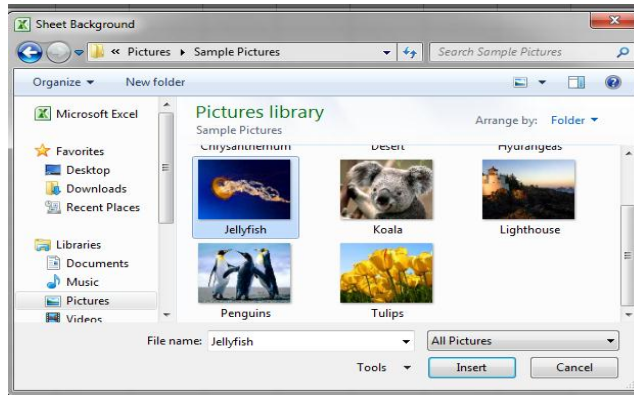 Sheet Background
« Pictures ▸ Sample Pictures
Search Sample Pictures
Organize
New folder
Microsoft Excel
Favorites
Desktop
Downloads
Recent Places
Libraries
Documents
Music
Pictures
Videos
Pictures library
Sample Pictures
Arrange by: Folder
Chrysanthemum
Desert
Hydrangeas
Jellyfish
Koala
Lighthouse
Penguins
Tulips
File name: Jellyfish
All Pictures
Tools
Insert
Cancel